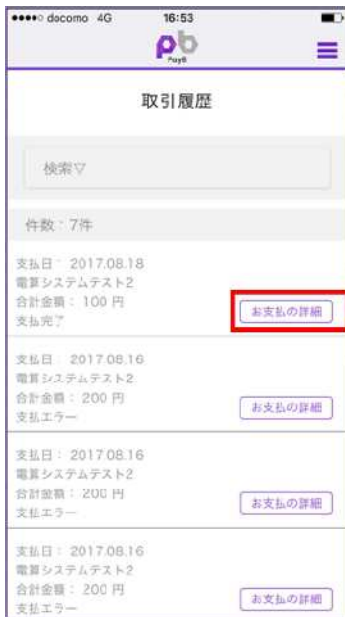 docomo 4G 16:53
pb
PayB
取引履歴
検索▽
件数：7件
支払日： 2017.08.18
電算システムテスト2
合計金額： 100 円
支払完了
お支払の詳細
支払日： 2017.08.16
電算システムテスト2
合計金額： 200 円
支払エラー
お支払の詳細
支払日： 2017.08.16
電算システムテスト2
合計金額： 200 円
支払エラー
お支払の詳細
支払日： 2017.08.16
電算システムテスト2
合計金額： 200 円
支払エラー
お支払の詳細